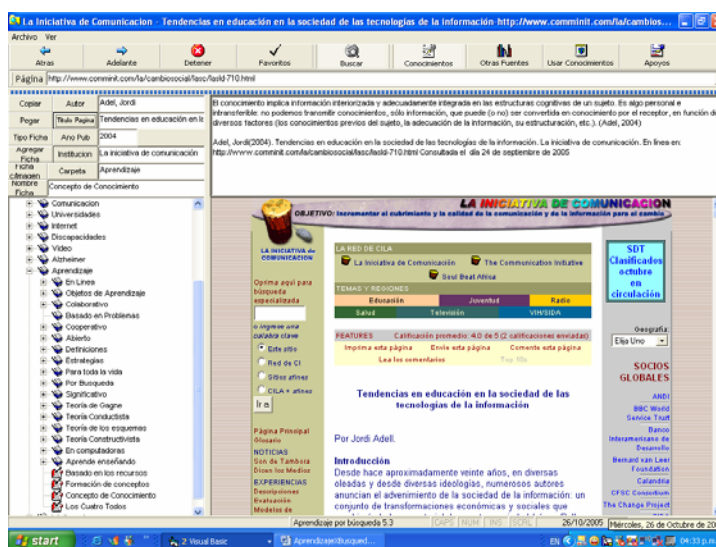 La Iniciativa de Comunicacion - Tendencias en educación en la sociedad de las tecnologías de la información-http://www.comminit.com/la/cambios...
Archivo Ver
Atras Adelante Detener Favoritos Buscar Conocimientos Otras Fuentes Usar Conocimientos Apoyos
Página http://www.comminit.com/la/cambiosocial/lasc/lasld-710.html
Copiar Autor Adel, Jordi
Pegar Titulo Pagina Tendencias en educación en la
Tipo Ficha Ano Pub 2004
Agregar Ficha Institucion La iniciativa de comunicación
Ficha c/Imagen Carpeta Aprendizaje
Nombre Ficha Concepto de Conocimiento
El conocimiento implica información interiorizada y adecuadamente integrada en las estructuras cognitivas de un sujeto. Es algo personal e
intransferible: no podemos transmitir conocimientos, sólo información, que puede (o no) ser convertida en conocimiento por el receptor, en función de
diversos factores (los conocimientos previos del sujeto, la adecuación de la información, su estructuración, etc.). (Adel, 2004)
Adel, Jordi(2004). Tendencias en educación en la sociedad de las tecnologías de la información. La iniciativa de comunicación. En linea en:
http://www.comminit.com/la/cambiosocial/lasc/lasld-710.html Consultada el día 24 de septiembre de 2005
Comunicacion
Universidades
Internet
Discapacidades
Video
Alzheimer
Aprendizaje
En Linea
Objetos de Aprendizaje
Colaborativo
Basado en Problemas
Cooperativo
Abierto
Definiciones
Estrategias
Para toda la vida
Por Busqueda
Significativo
Teoría de Gagne
Teoría Conductista
Teoría de los esquemas
Teoría Constructivista
En computadoras
Aprende enseñando
Basado en los recursos
Formación de conceptos
Concepto de Conocimiento
Los Cuatro Todos
LA INICIATIVA DE COMUNICACION
OBJETIVO: Incrementar el cubrimiento y la calidad de la comunicación y de la información para el cambio
LA INICIATIVA de COMUNICACIÓN
Oprima aquí para
búsqueda
especializada
o ingrese una
palabra clave
Este sitio
Red de CI
Sitios afines
CILA + afines
Ir a
Página Principal
Glosario
NOTICIAS
Son de Tambora
Dicen los Medios
EXPERIENCIAS
Descripciones
Evaluación
Modelos de
LA RED DE CILA
La Iniciativa de Comunicación The Communication Initiative
Soul Beat Africa
TEMAS Y REGIONES
Educasión Juventud Radio
Salud Televisión VIH/SIDA
FEATURES Calificación promedio: 4.0 de 5 (2 calificaciones enviadas)
Imprima esta página Envíe esta página Comente esta página
Lea los comentarios Top 10s
Tendencias en educación en la sociedad de las
tecnologías de la información
Por Jordi Adell.
Introducción
Desde hace aproximadamente veinte años, en diversas
oleadas y desde diversas ideologías, numerosos autores
anuncian el advenimiento de la sociedad de la información: un
conjunto de transformaciones económicas y sociales que
SDT
Clasificados
octubre
en
circulación
Geografía:
Elija Uno
SOCIOS
GLOBALES
ANDI
BBC World
Service Trust
Banco
Interamericano de
Desarrollo
Bernard van Leer
Foundation
Calandria
CFSC Consortium
The Change Project
Aprendizaje por búsqueda 5.3 CAPS NUM INS SCRL 26/10/2005 Miércoles, 26 de Octubre de 20
start 2 Visual Basic Aprendizaje\Busqued... EN 04:33 p.m.